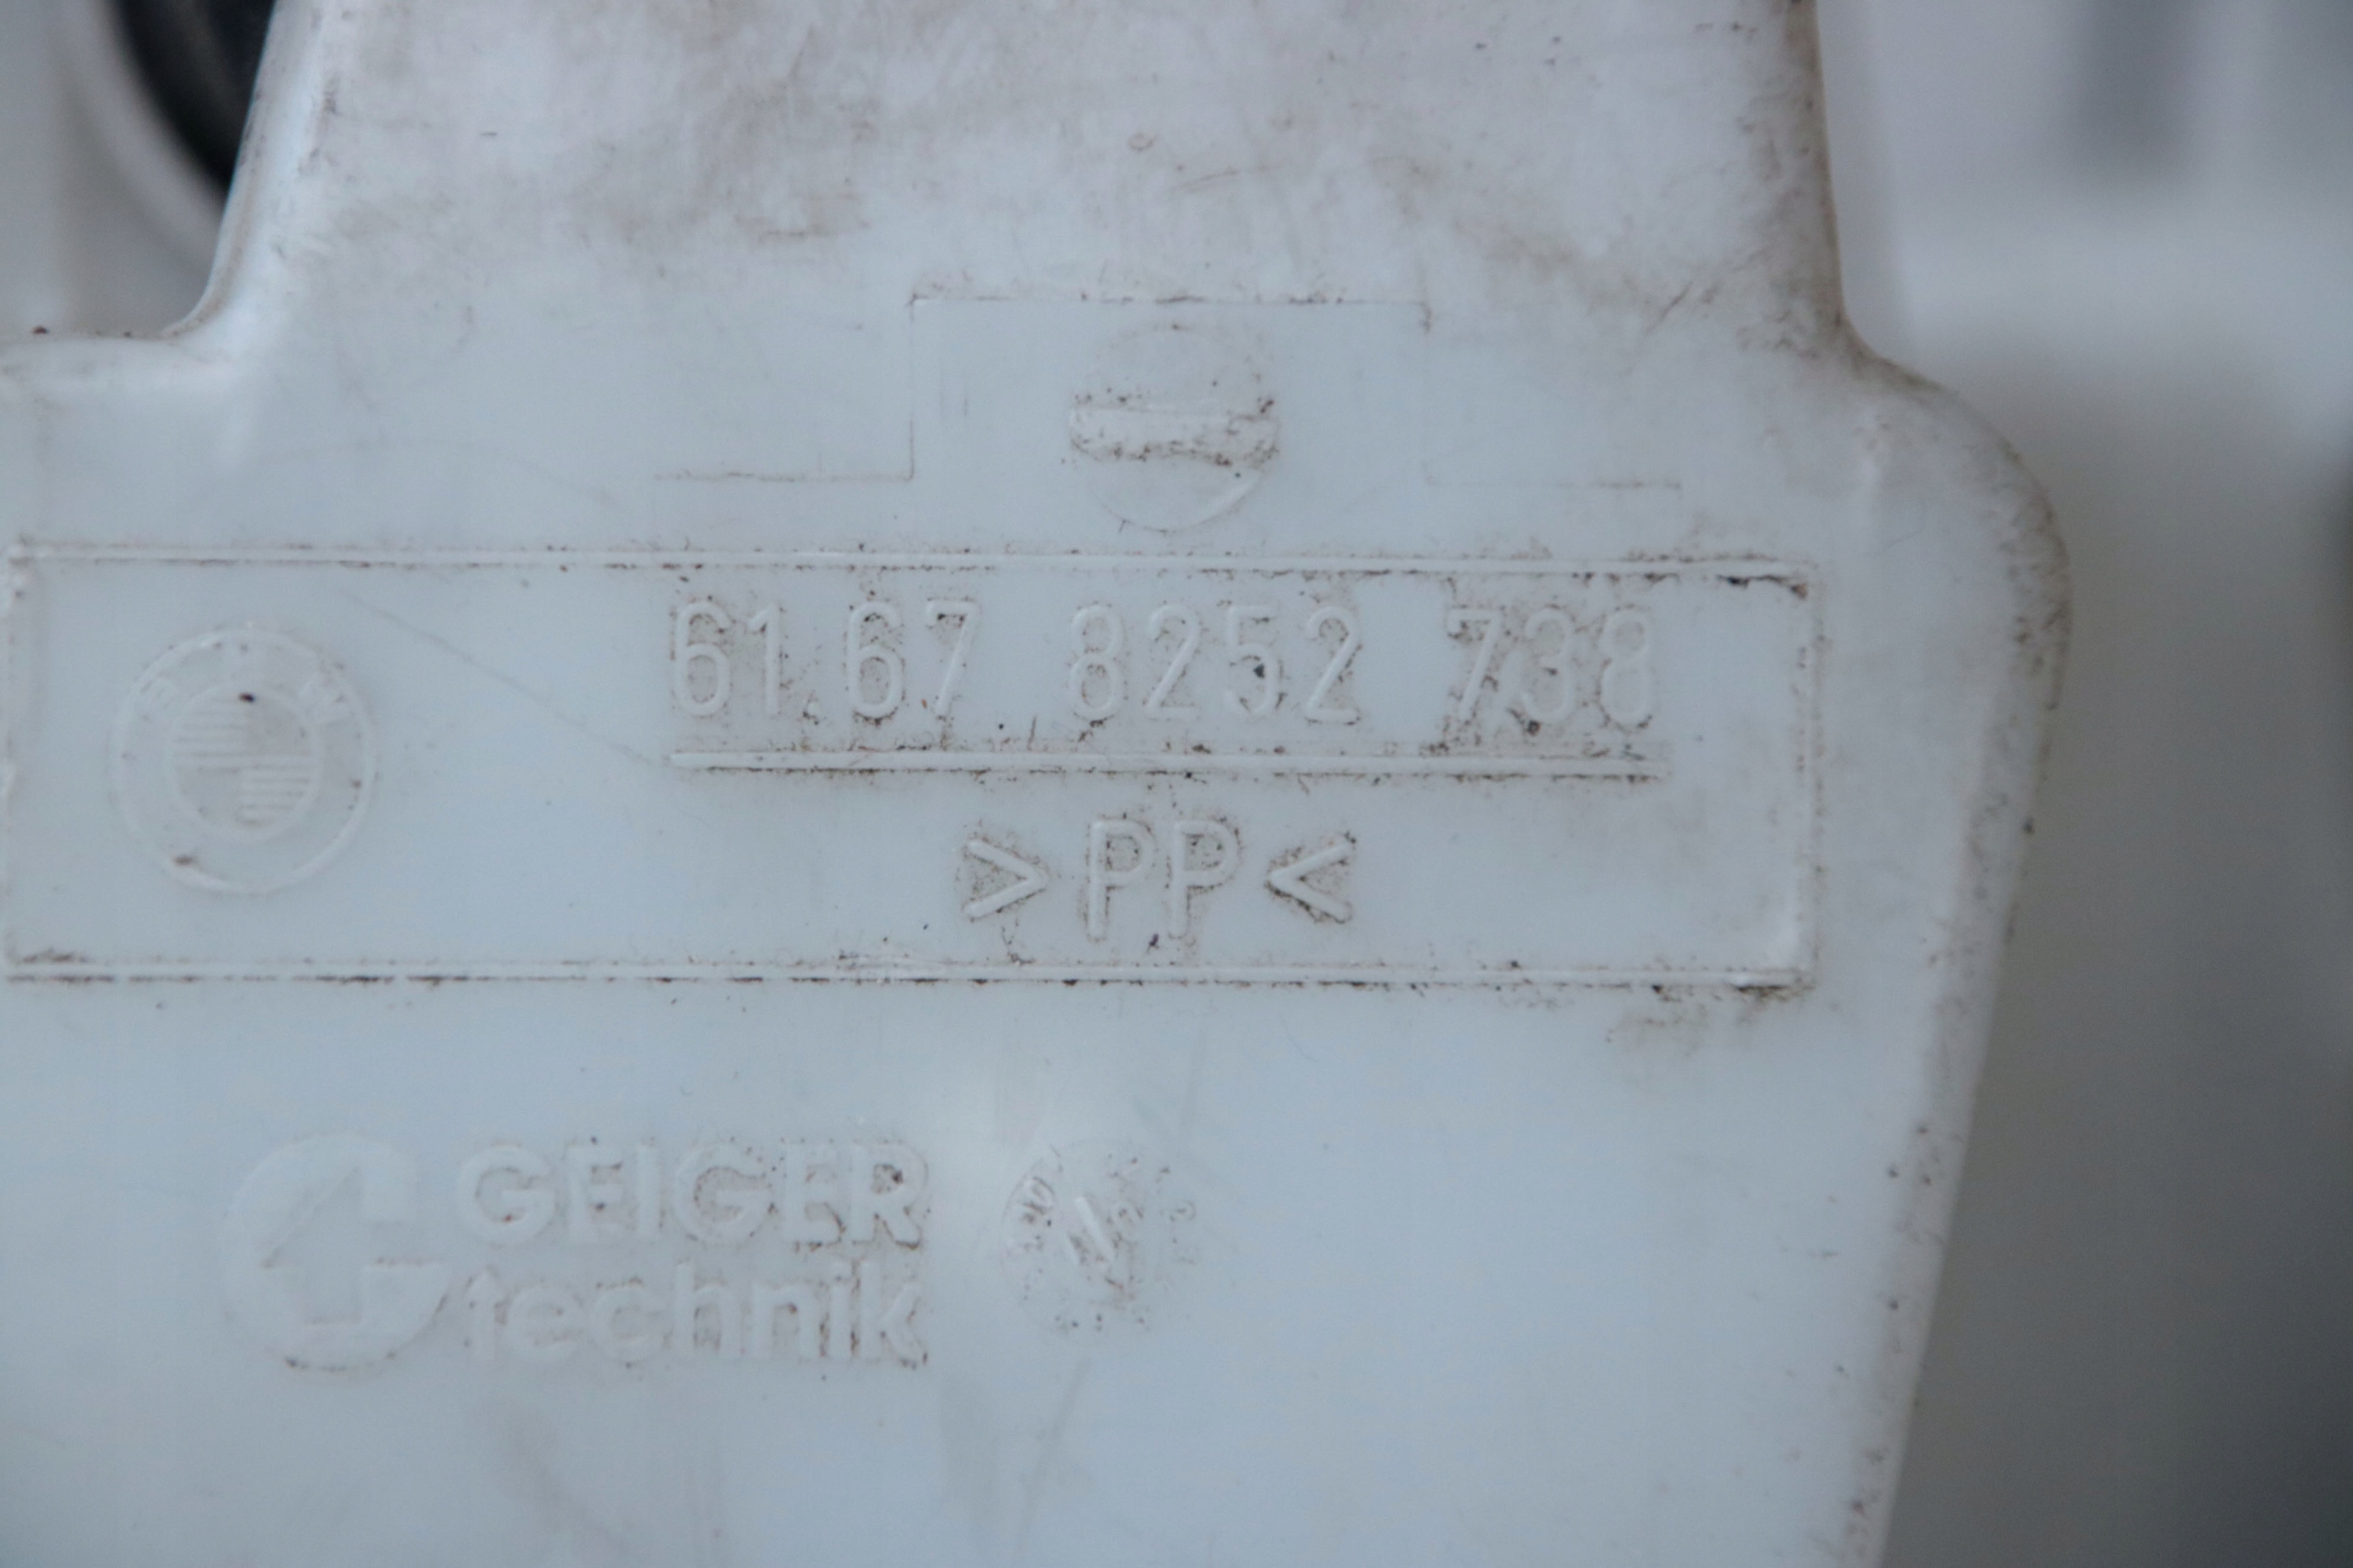 61.67 8252 738
>PP<
GEIGER
technik